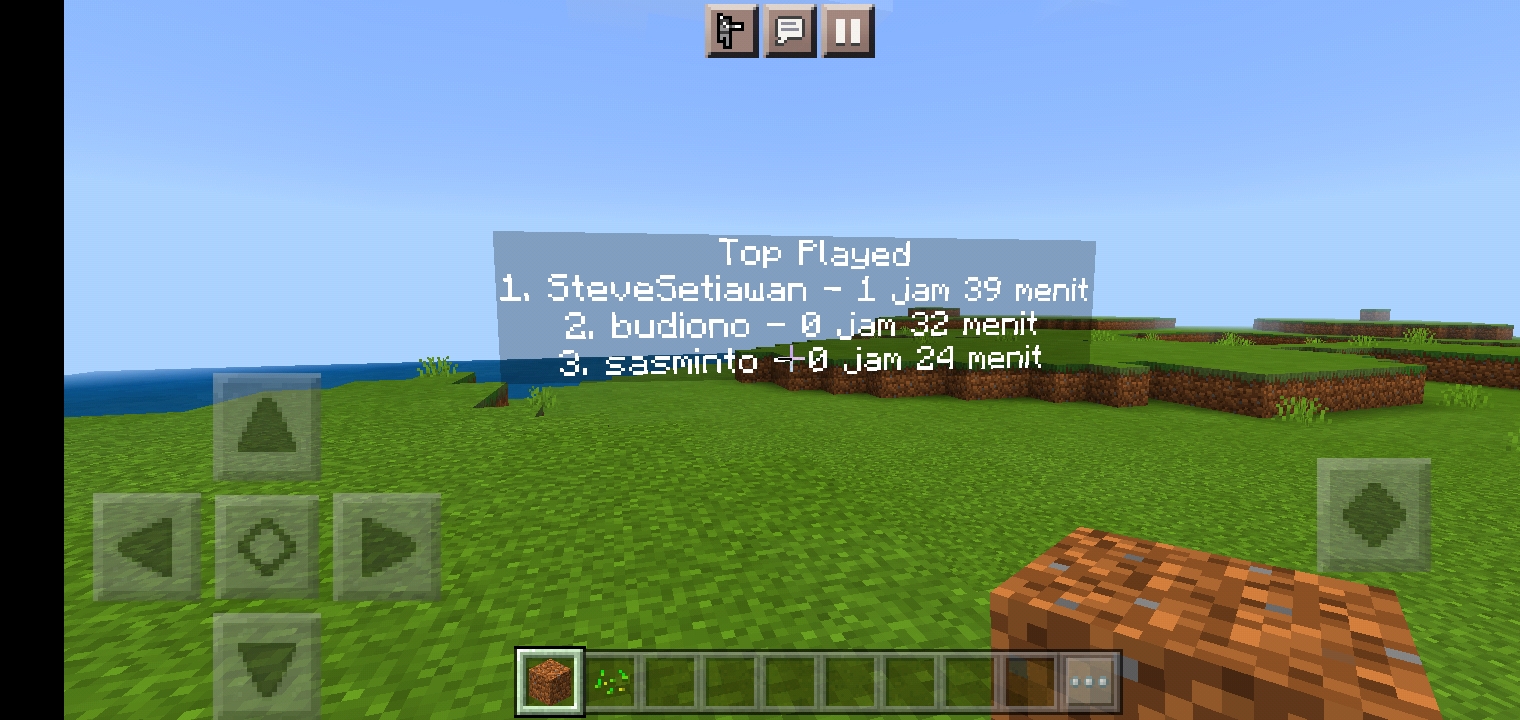 Top Played
1. SteveSetiawan - 1 jam 39 menit
2. budiono - 0 jam 32 menit
3. sasminto - 0 jam 24 menit